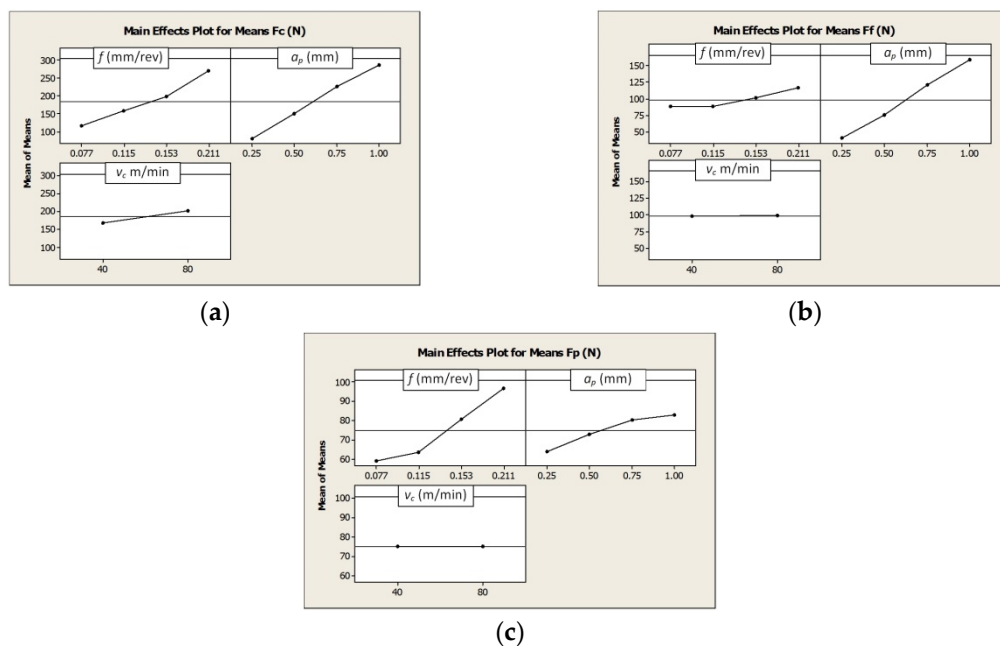 Main Effects Plot for Means Fc (N)
f (mm/rev)
aₚ (mm)
Mean of Means
300
250
200
150
100
0.077 0.115 0.153 0.211 0.25 0.50 0.75 1.00
v꜀ m/min
300
250
200
150
100
40 80
(a)
Main Effects Plot for Means Ff (N)
f (mm/rev)
aₚ (mm)
Mean of Means
150
125
100
75
50
0.077 0.115 0.153 0.211 0.25 0.50 0.75 1.00
v꜀ m/min
150
125
100
75
50
40 80
(b)
Main Effects Plot for Means Fp (N)
f (mm/rev)
aₚ (mm)
Mean of Means
100
90
80
70
60
0.077 0.115 0.153 0.211 0.25 0.50 0.75 1.00
v꜀ (m/min)
100
90
80
70
60
40 80
(c)